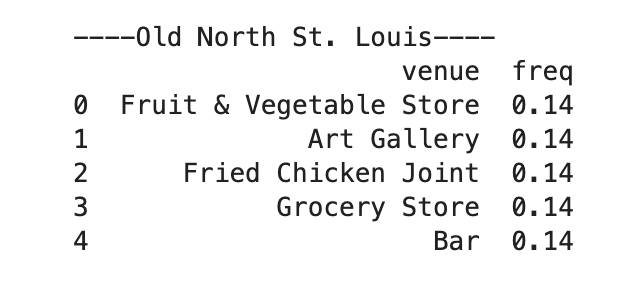 ----Old North St. Louis----
venue freq
0 Fruit & Vegetable Store 0.14
1 Art Gallery 0.14
2 Fried Chicken Joint 0.14
3 Grocery Store 0.14
4 Bar 0.14